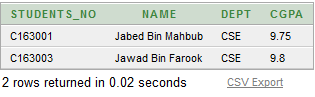 STUDENTS_NO NAME DEPT CGPA
C163001 Jabed Bin Mahbub CSE 9.75
C163003 Jawad Bin Farook CSE 9.8
2 rows returned in 0.02 seconds CSV Export